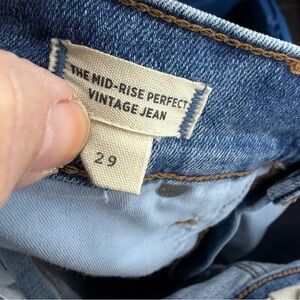 THE MID-RISE PERFECT
VINTAGE JEAN
29